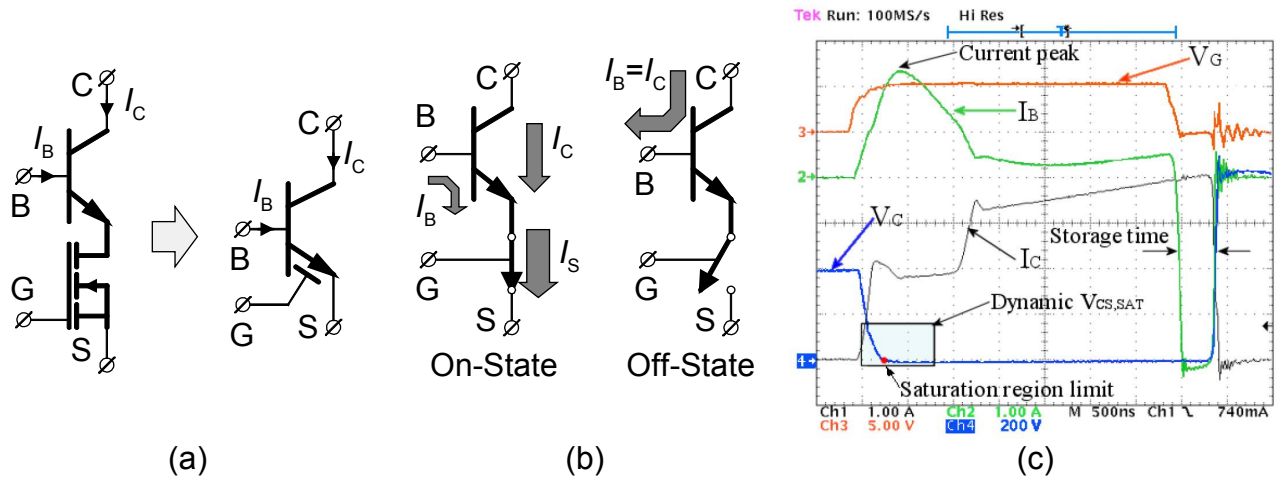 C
I_C
I_B
B
G
S
C
I_C
I_B
B
G
S
(a)
C
B
I_C
I_B
I_S
G
S
On-State
I_B=I_C
C
B
G
S
Off-State
(b)
Tek Run: 100MS/s Hi Res
[ T ]
Current peak
V_G
I_B
3
2
V_C
Storage time
I_C
Dynamic V_CS,SAT
4
Saturation region limit
Ch1 1.00 A Ch2 1.00 A M 500ns Ch1 740mA
Ch3 5.00 V Ch4 200 V
(c)